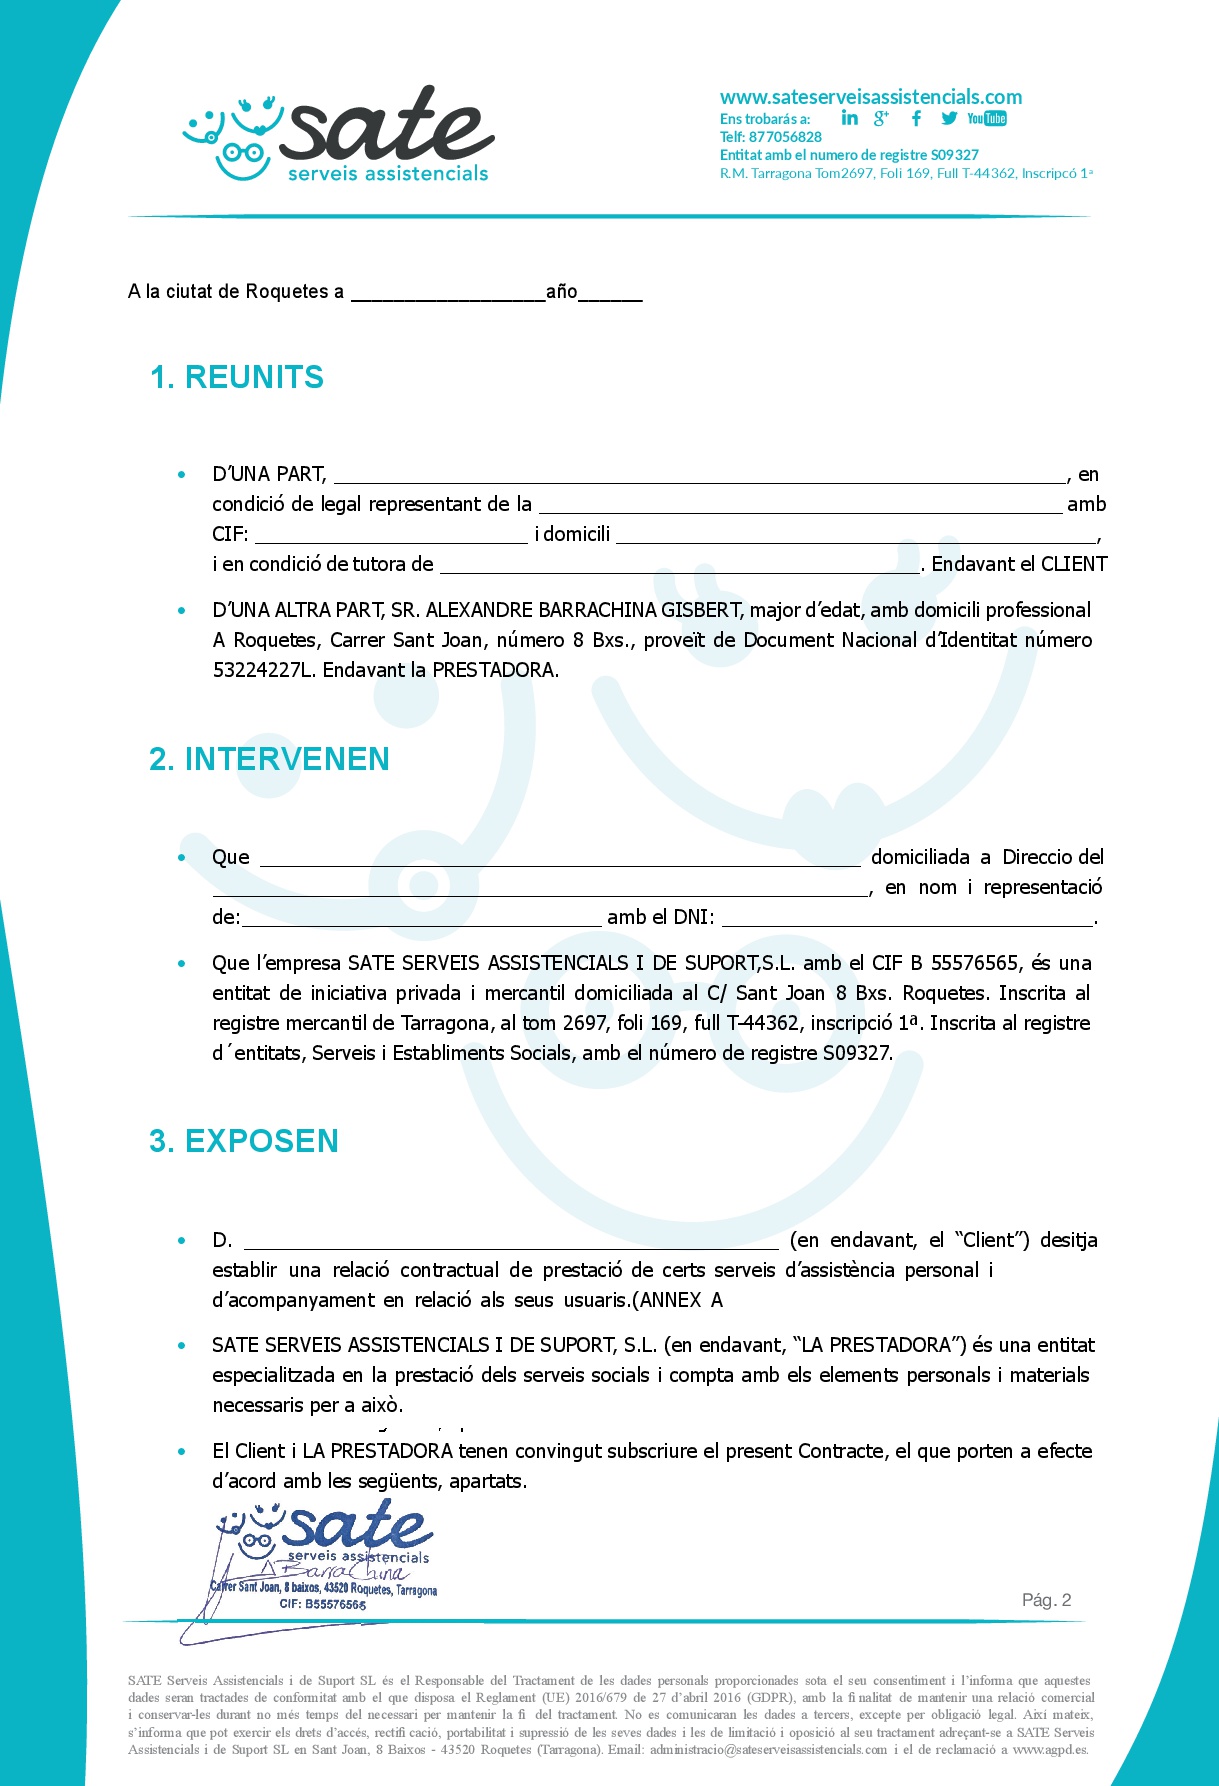 sate
serveis assistencials
www.sateserveisassistencials.com
Ens trobarás a: in g+ f YouTube
Telf: 877056828
Entitat amb el numero de registre S09327
R.M. Tarragona Tom2697, Foli 169, Full T-44362, Inscripcó 1ª
A la ciutat de Roquetes a __________________año______
1. REUNITS
• D’UNA PART, ______________________________, en
condició de legal representant de la ______________________________ amb
CIF: ____________________ i domicili ______________________________,
i en condició de tutora de ______________________________. Endavant el CLIENT
• D’UNA ALTRA PART, SR. ALEXANDRE BARRACHINA GISBERT, major d’edat, amb domicili professional
A Roquetes, Carrer Sant Joan, número 8 Bxs., proveït de Document Nacional d’Identitat número
53224227L. Endavant la PRESTADORA.
2. INTERVENEN
• Que ______________________________ domiciliada a Direccio del
______________________________, en nom i representació
de:____________________ amb el DNI: ____________________.
• Que l’empresa SATE SERVEIS ASSISTENCIALS I DE SUPORT,S.L. amb el CIF B 55576565, és una
entitat de iniciativa privada i mercantil domiciliada al C/ Sant Joan 8 Bxs. Roquetes. Inscrita al
registre mercantil de Tarragona, al tom 2697, foli 169, full T-44362, inscripció 1ª. Inscrita al registre
d´entitats, Serveis i Establiments Socials, amb el número de registre S09327.
3. EXPOSEN
• D. ______________________________ (en endavant, el “Client”) desitja
establir una relació contractual de prestació de certs serveis d’assistència personal i
d’acompanyament en relació als seus usuaris.(ANNEX A
• SATE SERVEIS ASSISTENCIALS I DE SUPORT, S.L. (en endavant, “LA PRESTADORA”) és una entitat
especialitzada en la prestació dels serveis socials i compta amb els elements personals i materials
necessaris per a això.
• El Client i LA PRESTADORA tenen convingut subscriure el present Contracte, el que porten a efecte
d’acord amb les següents, apartats.
sate
serveis assistencials
A Barrachina
Carrer Sant Joan, 8 baixos, 43520 Roquetes, Tarragona
CIF: B55576565
Pág. 2
SATE Serveis Assistencials i de Suport SL és el Responsable del Tractament de les dades personals proporcionades sota el seu consentiment i l’informa que aquestes
dades seran tractades de conformitat amb el que disposa el Reglament (UE) 2016/679 de 27 d’abril 2016 (GDPR), amb la fi nalitat de mantenir una relació comercial
i conservar-les durant no més temps del necessari per mantenir la fi del tractament. No es comunicaran les dades a tercers, excepte per obligació legal. Així mateix,
s’informa que pot exercir els drets d’accés, rectifi cació, portabilitat i supressió de les seves dades i les de limitació i oposició al seu tractament adreçant-se a SATE Serveis
Assistencials i de Suport SL en Sant Joan, 8 Baixos - 43520 Roquetes (Tarragona). Email: administracio@sateserveisassistencials.com i el de reclamació a www.agpd.es.